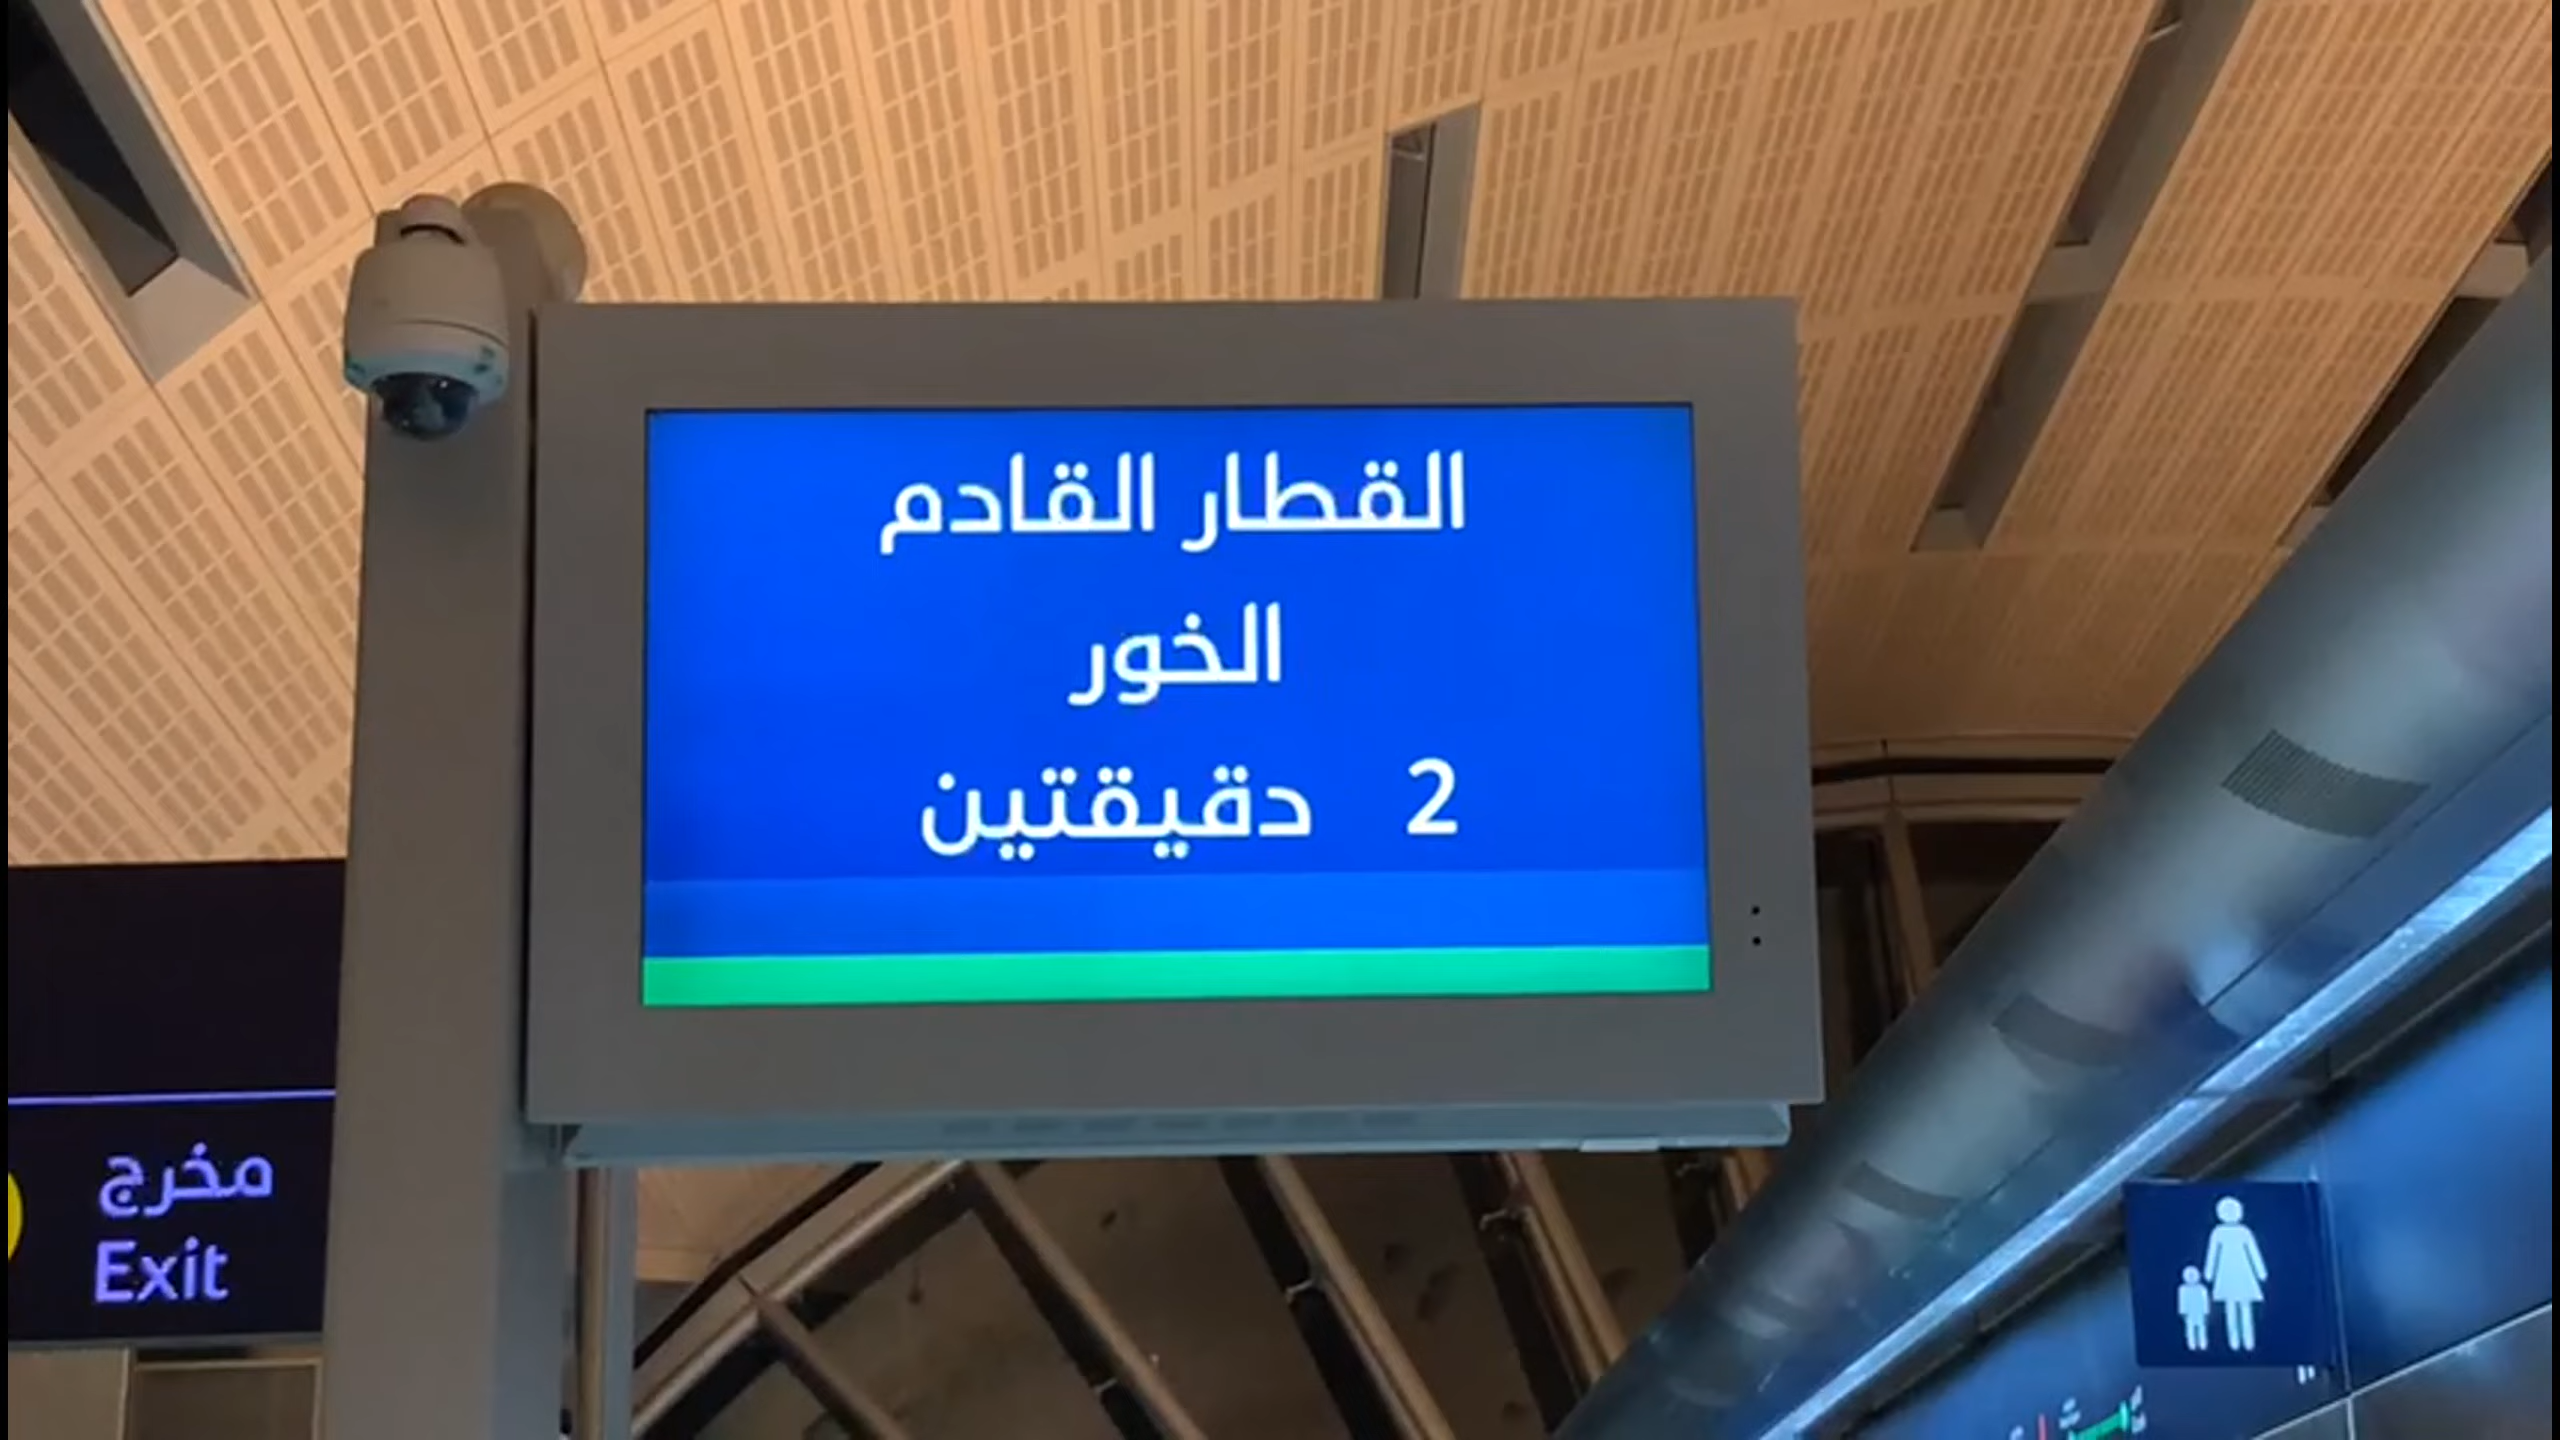 القطار القادم
الخور
2 دقيقتين
مخرج
Exit